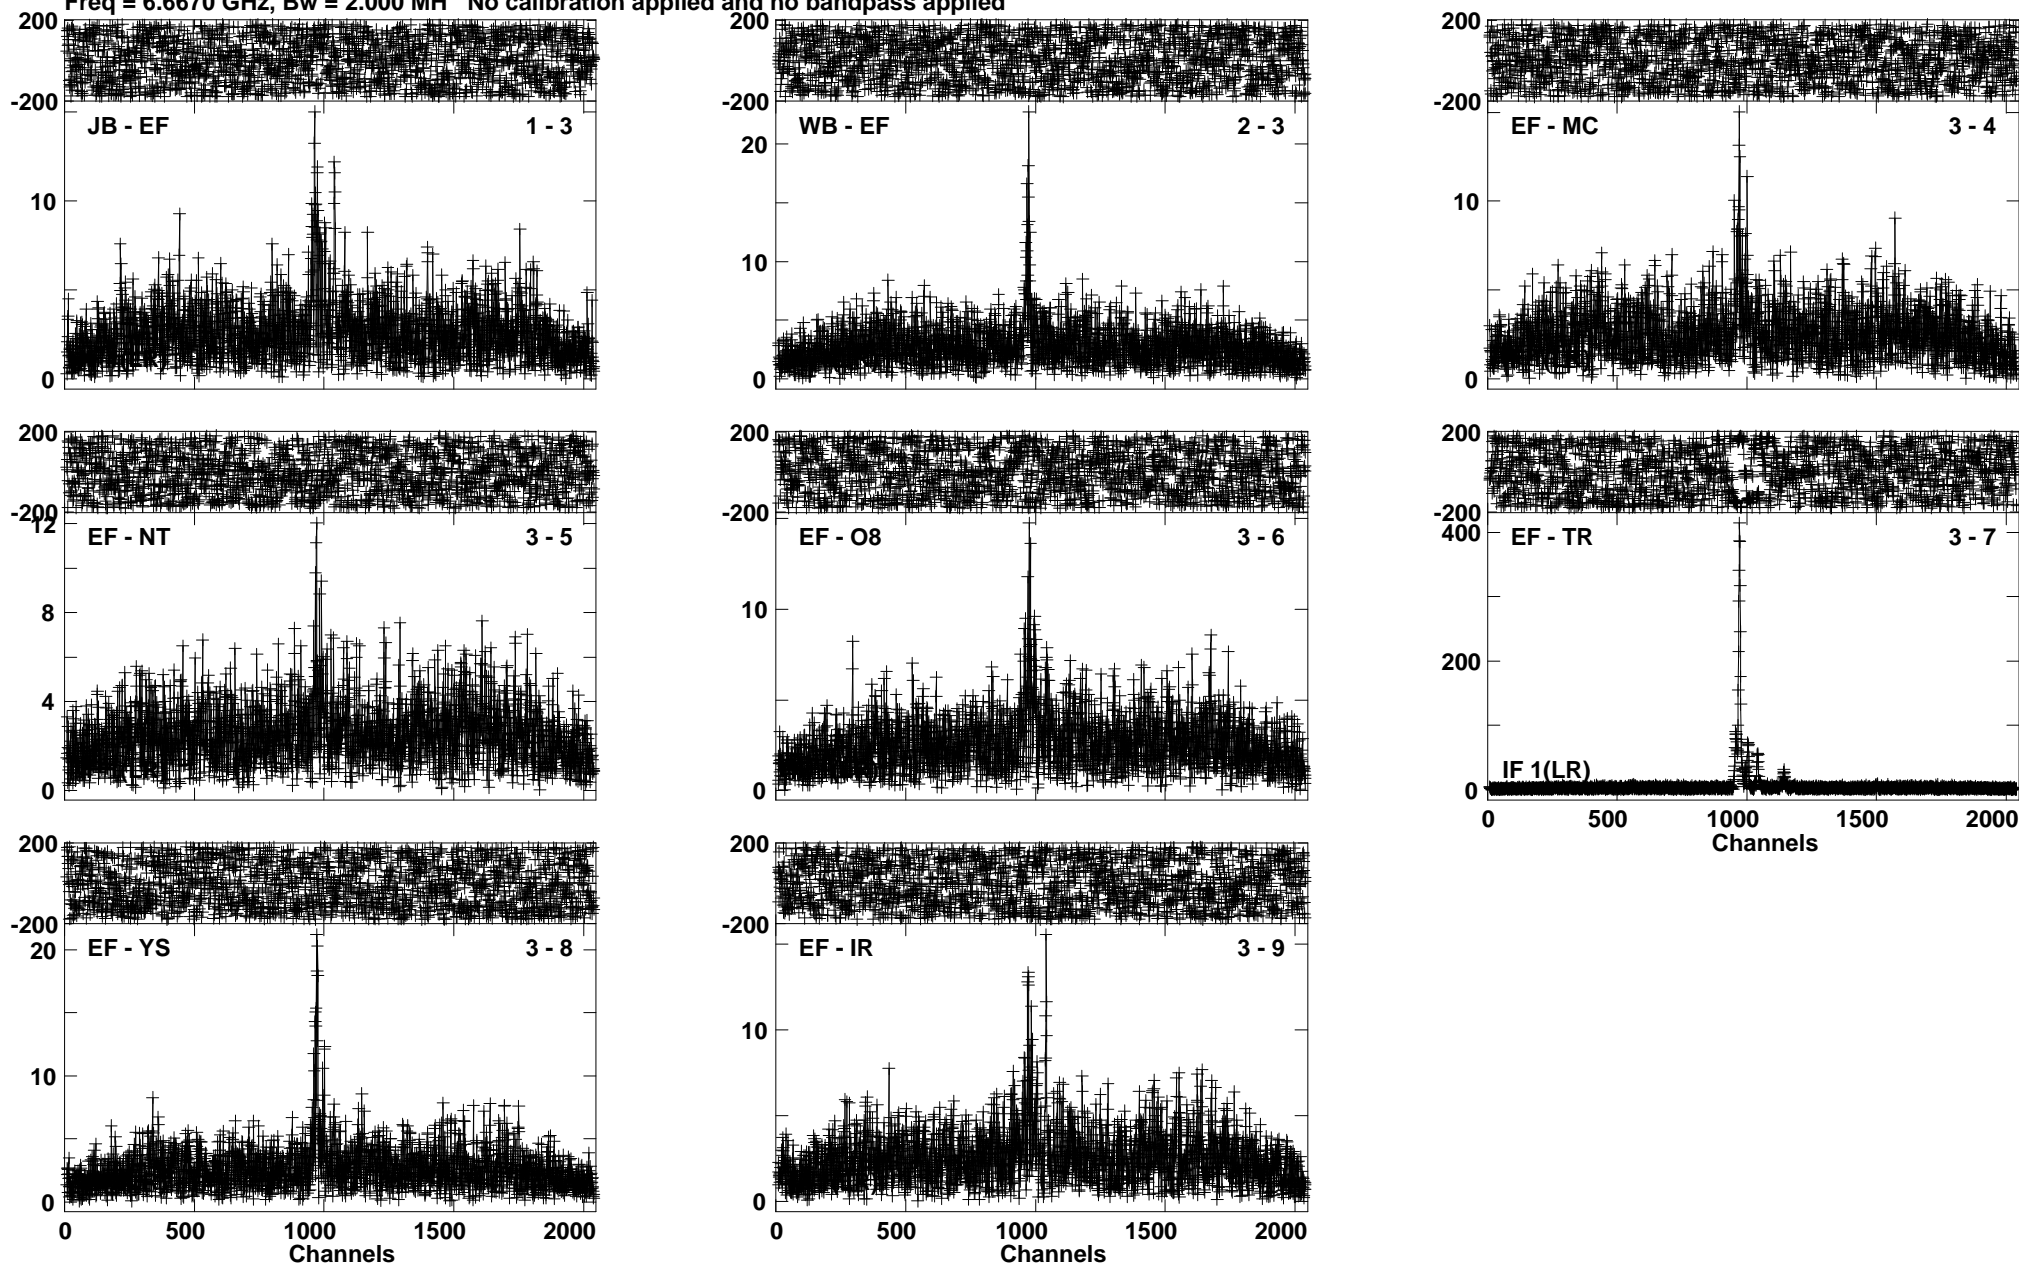 Freq = 6.6670 GHz, Bw = 2.000 MH No calibration applied and no bandpass applied
200
-200
JB - EF 1 - 3
10
0
200
-200
WB - EF 2 - 3
20
10
0
200
-200
EF - MC 3 - 4
10
0
200
-200
12
EF - NT 3 - 5
8
4
0
200
-200
EF - O8 3 - 6
10
0
200
-200
400
EF - TR 3 - 7
200
IF 1(LR)
0
0 500 1000 1500 2000
Channels
200
-200
20
EF - YS 3 - 8
10
0
0 500 1000 1500 2000
Channels
200
-200
EF - IR 3 - 9
10
0
0 500 1000 1500 2000
Channels